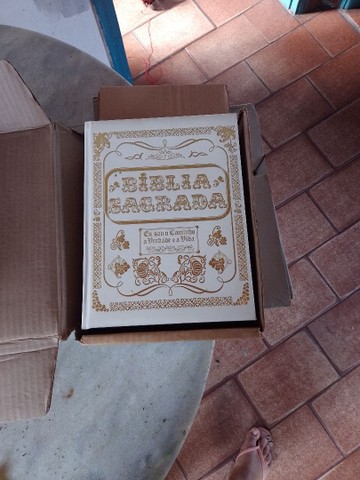 BÍBLIA
SAGRADA
Eu sou o Caminho
a Verdade e a Vida